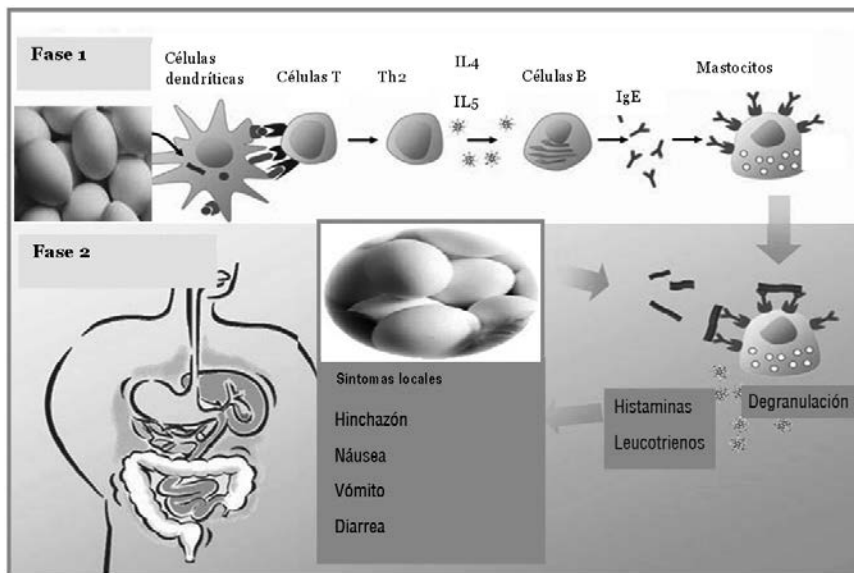 Fase 1
Células
dendríticas
Células T
Th2
IL4
IL5
Células B
IgE
Mastocitos
Fase 2
Sintomas locales
Hinchazón
Náusea
Vómito
Diarrea
Histaminas
Leucotrienos
Degranulación